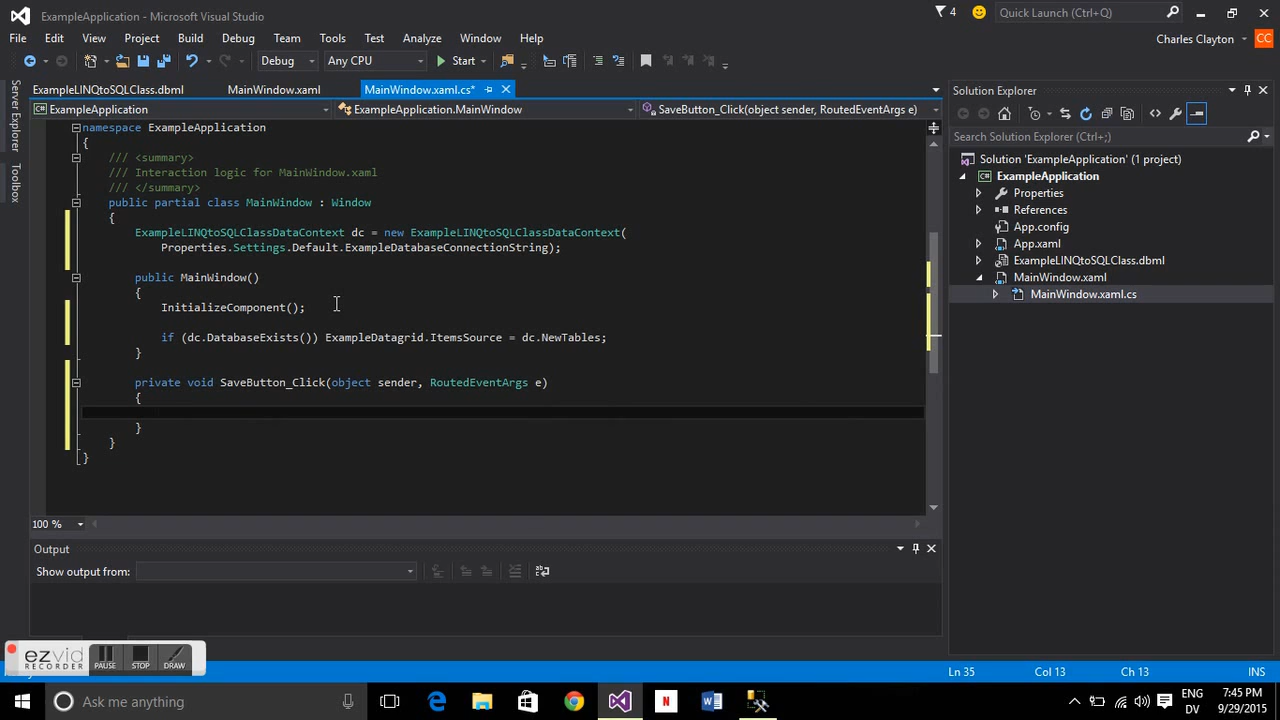 ExampleApplication - Microsoft Visual Studio
4
Quick Launch (Ctrl+Q)
File Edit View Project Build Debug Team Tools Test Analyze Window Help
Charles Clayton CC
Debug Any CPU Start
ExampleLINQtoSQLClass.dbml MainWindow.xaml MainWindow.xaml.cs*
ExampleApplication ExampleApplication.MainWindow SaveButton_Click(object sender, RoutedEventArgs e)
Server Explorer
Toolbox
namespace ExampleApplication
{
/// <summary>
/// Interaction logic for MainWindow.xaml
/// </summary>
public partial class MainWindow : Window
{
ExampleLINQtoSQLClassDataContext dc = new ExampleLINQtoSQLClassDataContext(
Properties.Settings.Default.ExampleDatabaseConnectionString);
public MainWindow()
{
InitializeComponent();
if (dc.DatabaseExists()) ExampleDatagrid.ItemsSource = dc.NewTables;
}
private void SaveButton_Click(object sender, RoutedEventArgs e)
{
}
}
}
100 %
Output
Show output from:
Solution Explorer
Search Solution Explorer (Ctrl+;)
Solution 'ExampleApplication' (1 project)
ExampleApplication
Properties
References
App.config
App.xaml
ExampleLINQtoSQLClass.dbml
MainWindow.xaml
MainWindow.xaml.cs
ezvid
RECORDER
PAUSE STOP DRAW
Ln 35 Col 13 Ch 13 INS
Ask me anything
N
ENG
DV
7:45 PM
9/29/2015